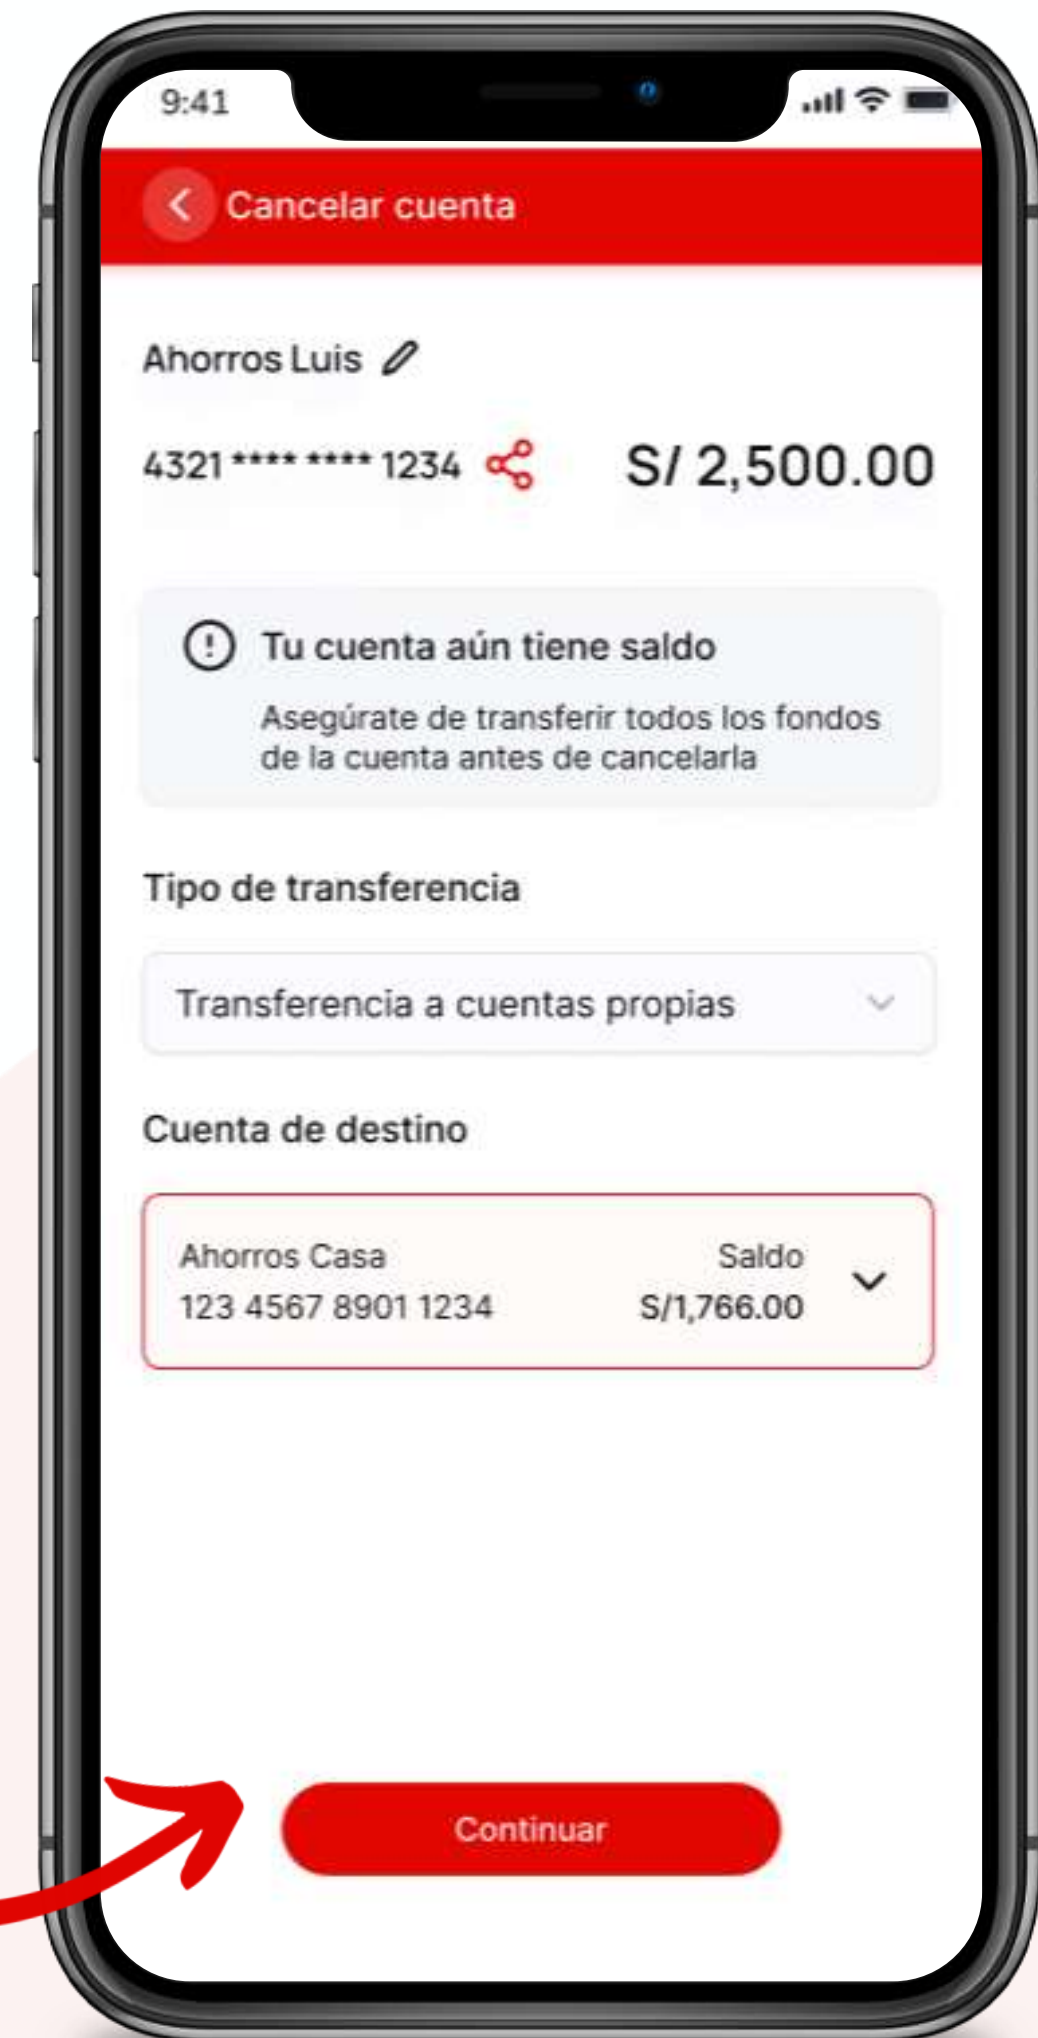 9:41
Cancelar cuenta
Ahorros Luis
4321 **** **** 1234
S/ 2,500.00
Tu cuenta aún tiene saldo
Asegúrate de transferir todos los fondos
de la cuenta antes de cancelarla
Tipo de transferencia
Transferencia a cuentas propias
Cuenta de destino
Ahorros Casa Saldo
123 4567 8901 1234 S/1,766.00
Continuar